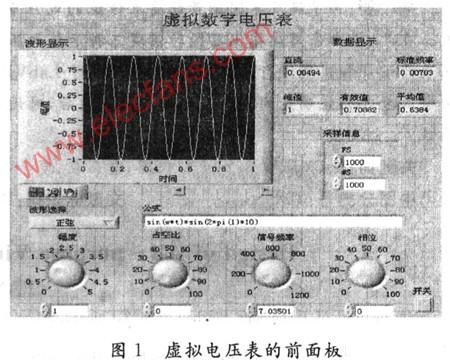 虚拟数字电压表
波形显示
数据显示
直流
标准频率
0.00494
0.00703
峰值
有效值
平均值
1
0.70882
0.6384
幅值
1
0.75
0.5
0.25
0
-0.25
-0.5
-0.75
-1
0 0.2 0.4 0.6 0.8 1
时间
采样信息
FS
1000
#S
1000
www.elecfans.com
波形选择
正弦
公式
sin(w*t)*sin(2*pi(1)*10)
幅度
0 0.5 1 1.5 2 2.5 3 3.5 4 4.5 5
1
占空比
0 10 20 30 40 50 60 70 80 90 100
0
信号频率
0 200 400 600 800 1000 1200
7.03501
相位
0 10 20 30 40 50 60 70 80 90 100
0
开关
图 1 虚拟电压表的前面板